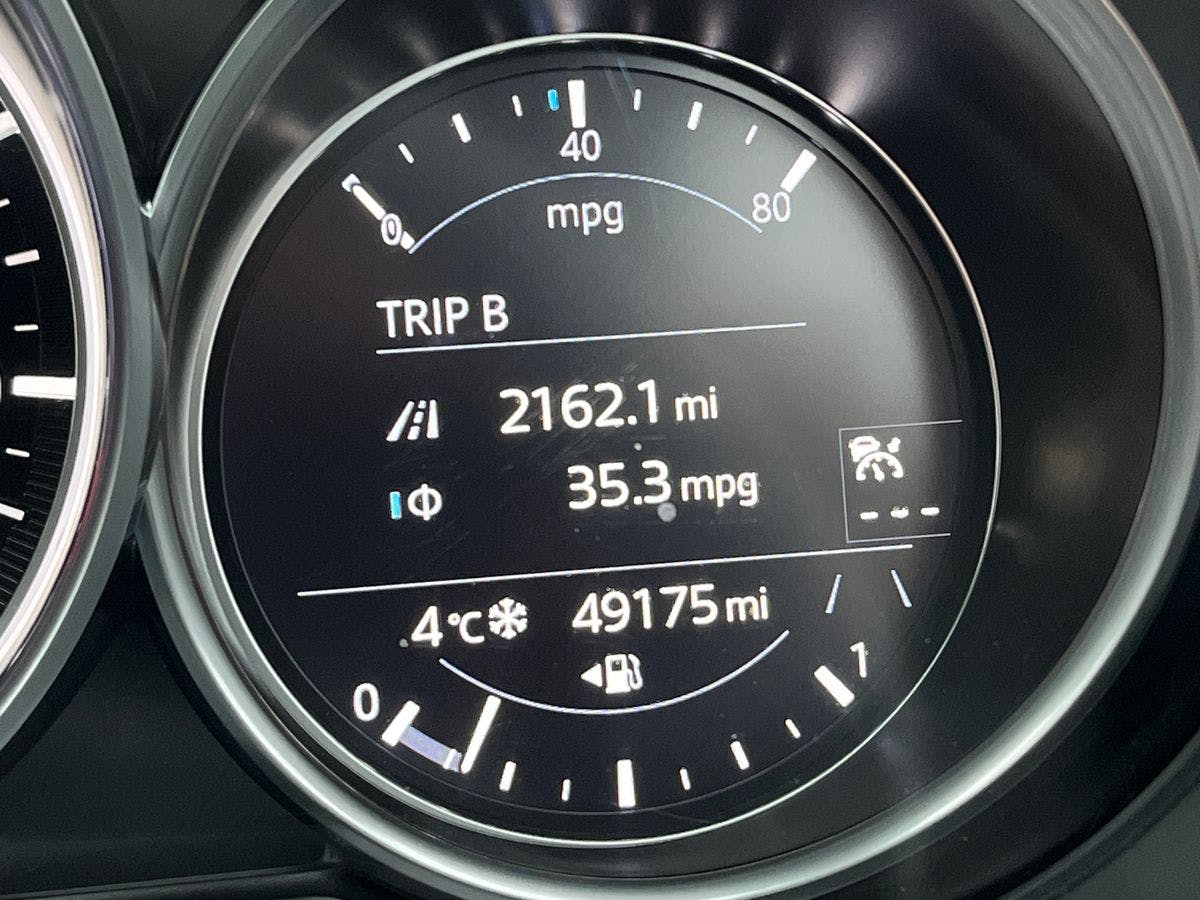 40
0 80
mpg
TRIP B
2162.1 mi
35.3 mpg
- - -
4°C 49175 mi
0 1